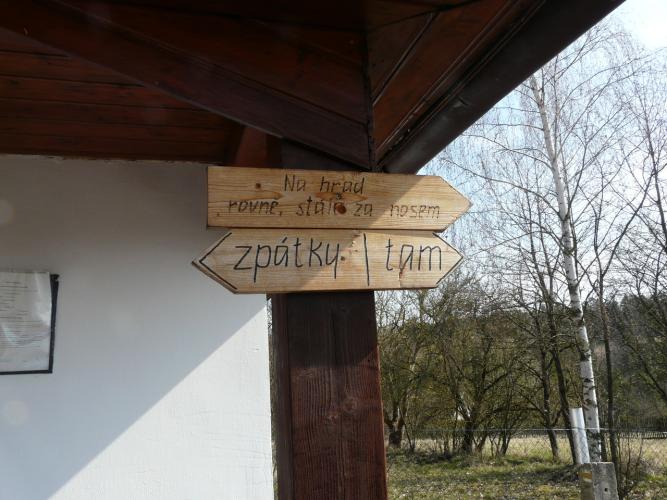 Na hrad
rovně, stále za nosem
zpátky. | tam